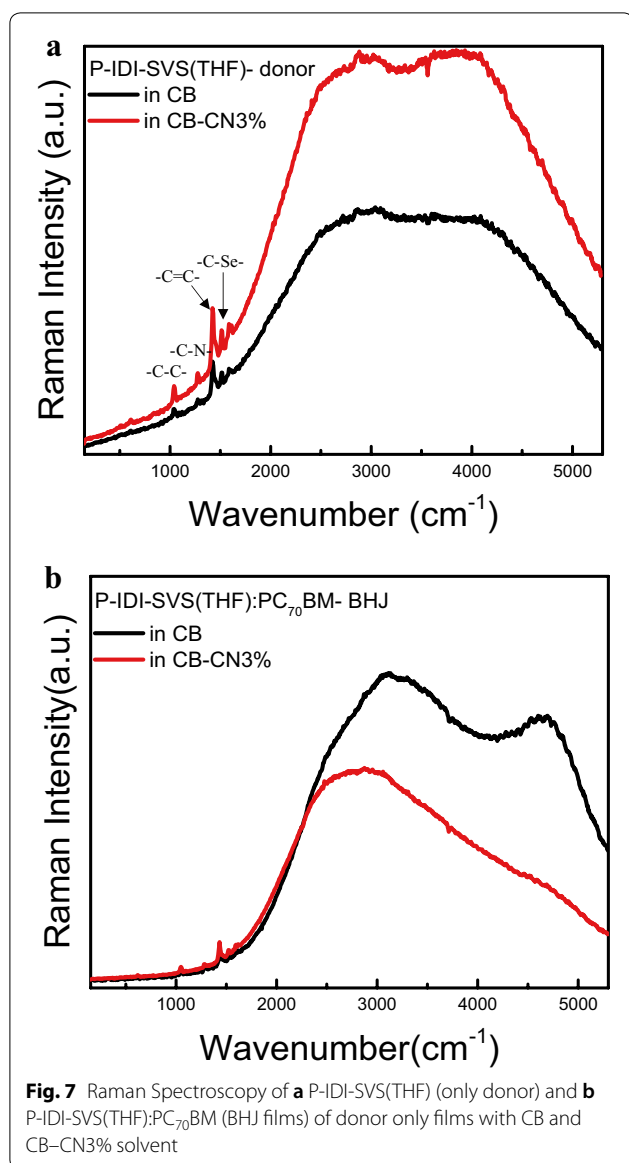 a
P-IDI-SVS(THF)- donor
in CB
in CB-CN3%
Raman Intensity (a.u.)
-C-Se-
-C=C-
-C-N-
-C-C-
1000 2000 3000 4000 5000
Wavenumber (cm⁻¹)
b
P-IDI-SVS(THF):PC₇₀BM- BHJ
in CB
in CB-CN3%
Raman Intensity(a.u.)
1000 2000 3000 4000 5000
Wavenumber(cm⁻¹)
Fig. 7 Raman Spectroscopy of a P-IDI-SVS(THF) (only donor) and b
P-IDI-SVS(THF):PC₇₀BM (BHJ films) of donor only films with CB and
CB–CN3% solvent